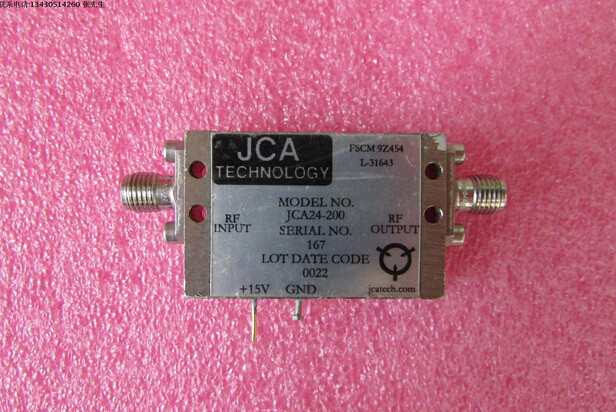 联系电话:13430514260 张先生
JCA
TECHNOLOGY
FSCM 9Z454
L-31643
MODEL NO.
JCA24-200
RF
INPUT
RF
OUTPUT
SERIAL NO.
167
LOT DATE CODE
0022
+15V GND
jcatech.com